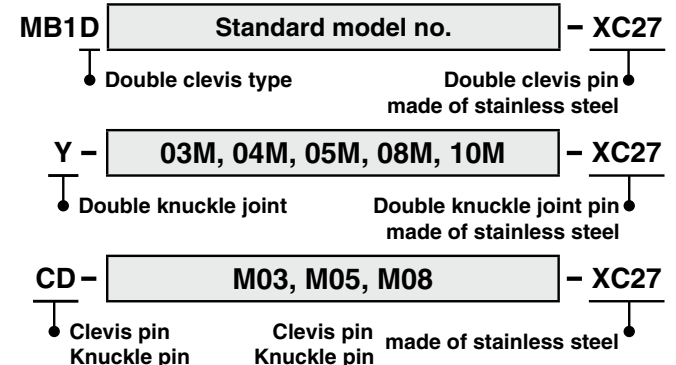 MB1D Standard model no. – XC27
Double clevis type Double clevis pin
made of stainless steel
Y – 03M, 04M, 05M, 08M, 10M – XC27
Double knuckle joint Double knuckle joint pin
made of stainless steel
CD – M03, M05, M08 – XC27
Clevis pin Clevis pin made of stainless steel
Knuckle pin Knuckle pin